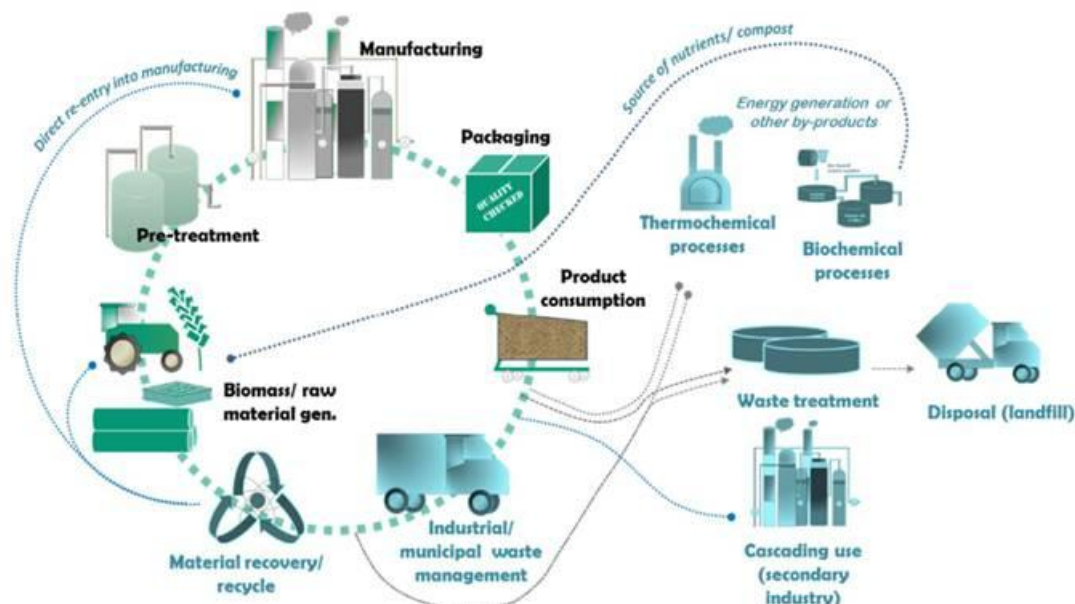 Manufacturing
Direct re-entry into manufacturing
Source of nutrients/ compost
Energy generation or
other by-products
Packaging
QUALITY
CHECKED
Pre-treatment
Thermochemical
processes
Biochemical
processes
Product
consumption
Biomass/ raw
material gen.
Waste treatment
Disposal (landfill)
Industrial/
municipal waste
management
Material recovery/
recycle
Cascading use
(secondary
industry)